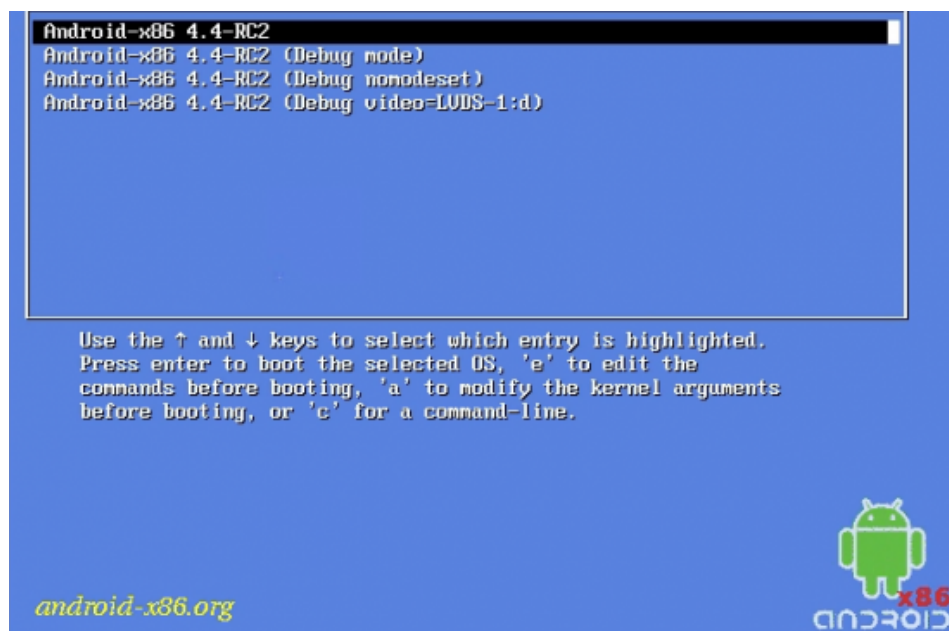 Android-x86 4.4-RC2
Android-x86 4.4-RC2 (Debug mode)
Android-x86 4.4-RC2 (Debug nomodeset)
Android-x86 4.4-RC2 (Debug video=LVDS-1:d)
Use the ↑ and ↓ keys to select which entry is highlighted.
Press enter to boot the selected OS, 'e' to edit the
commands before booting, 'a' to modify the kernel arguments
before booting, or 'c' for a command-line.
android-x86.org
x86
ANDROID